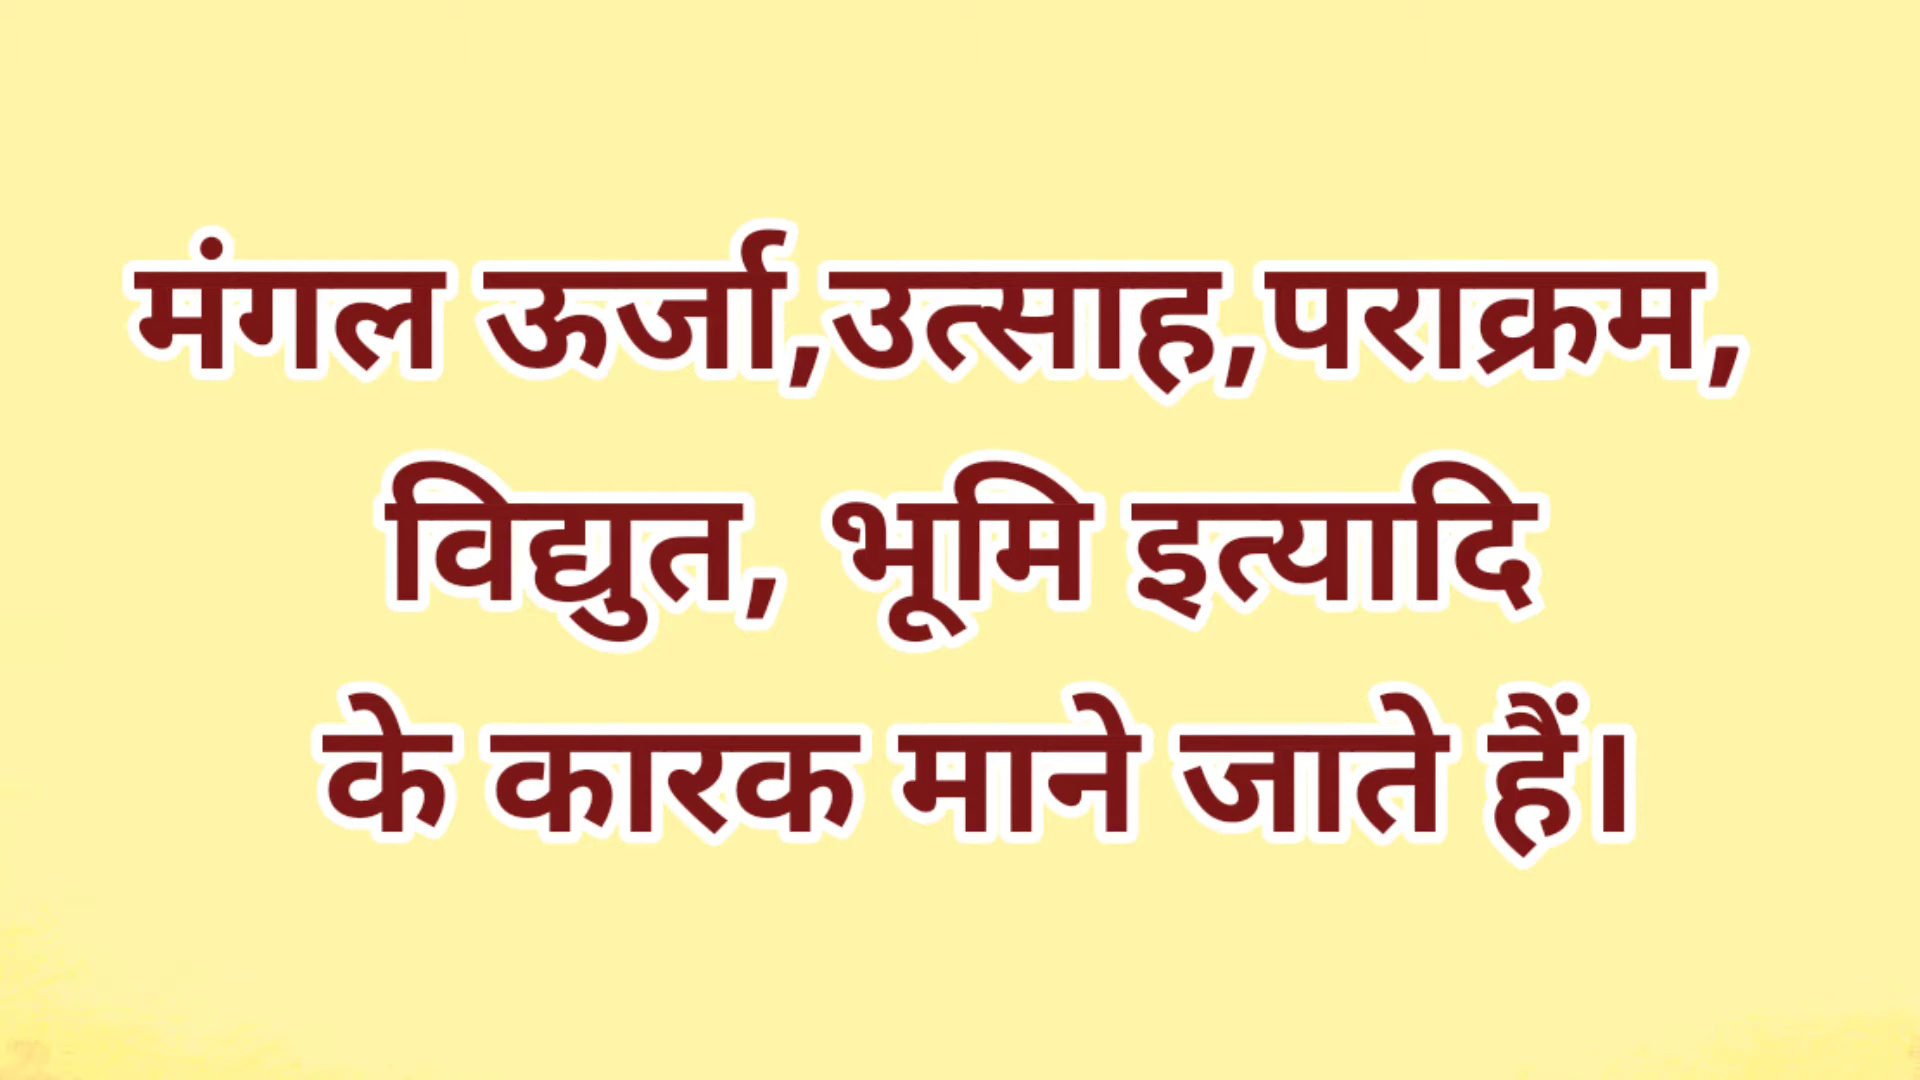 मंगल ऊर्जा,उत्साह,पराक्रम,
विद्युत, भूमि इत्यादि
के कारक माने जाते हैं।